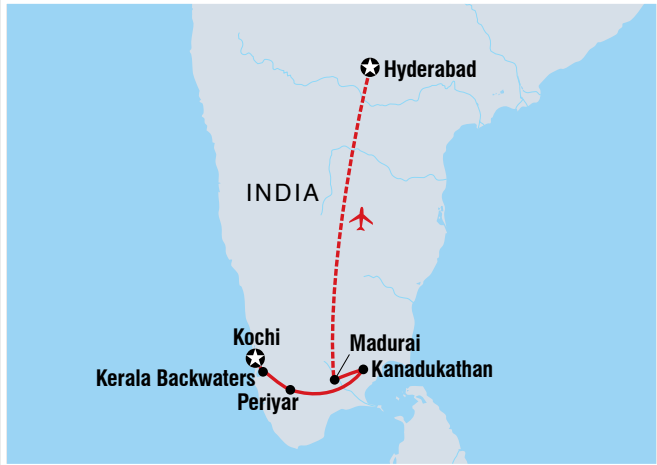 Hyderabad
INDIA
Kochi
Madurai
Kanadukathan
Kerala Backwaters
Periyar